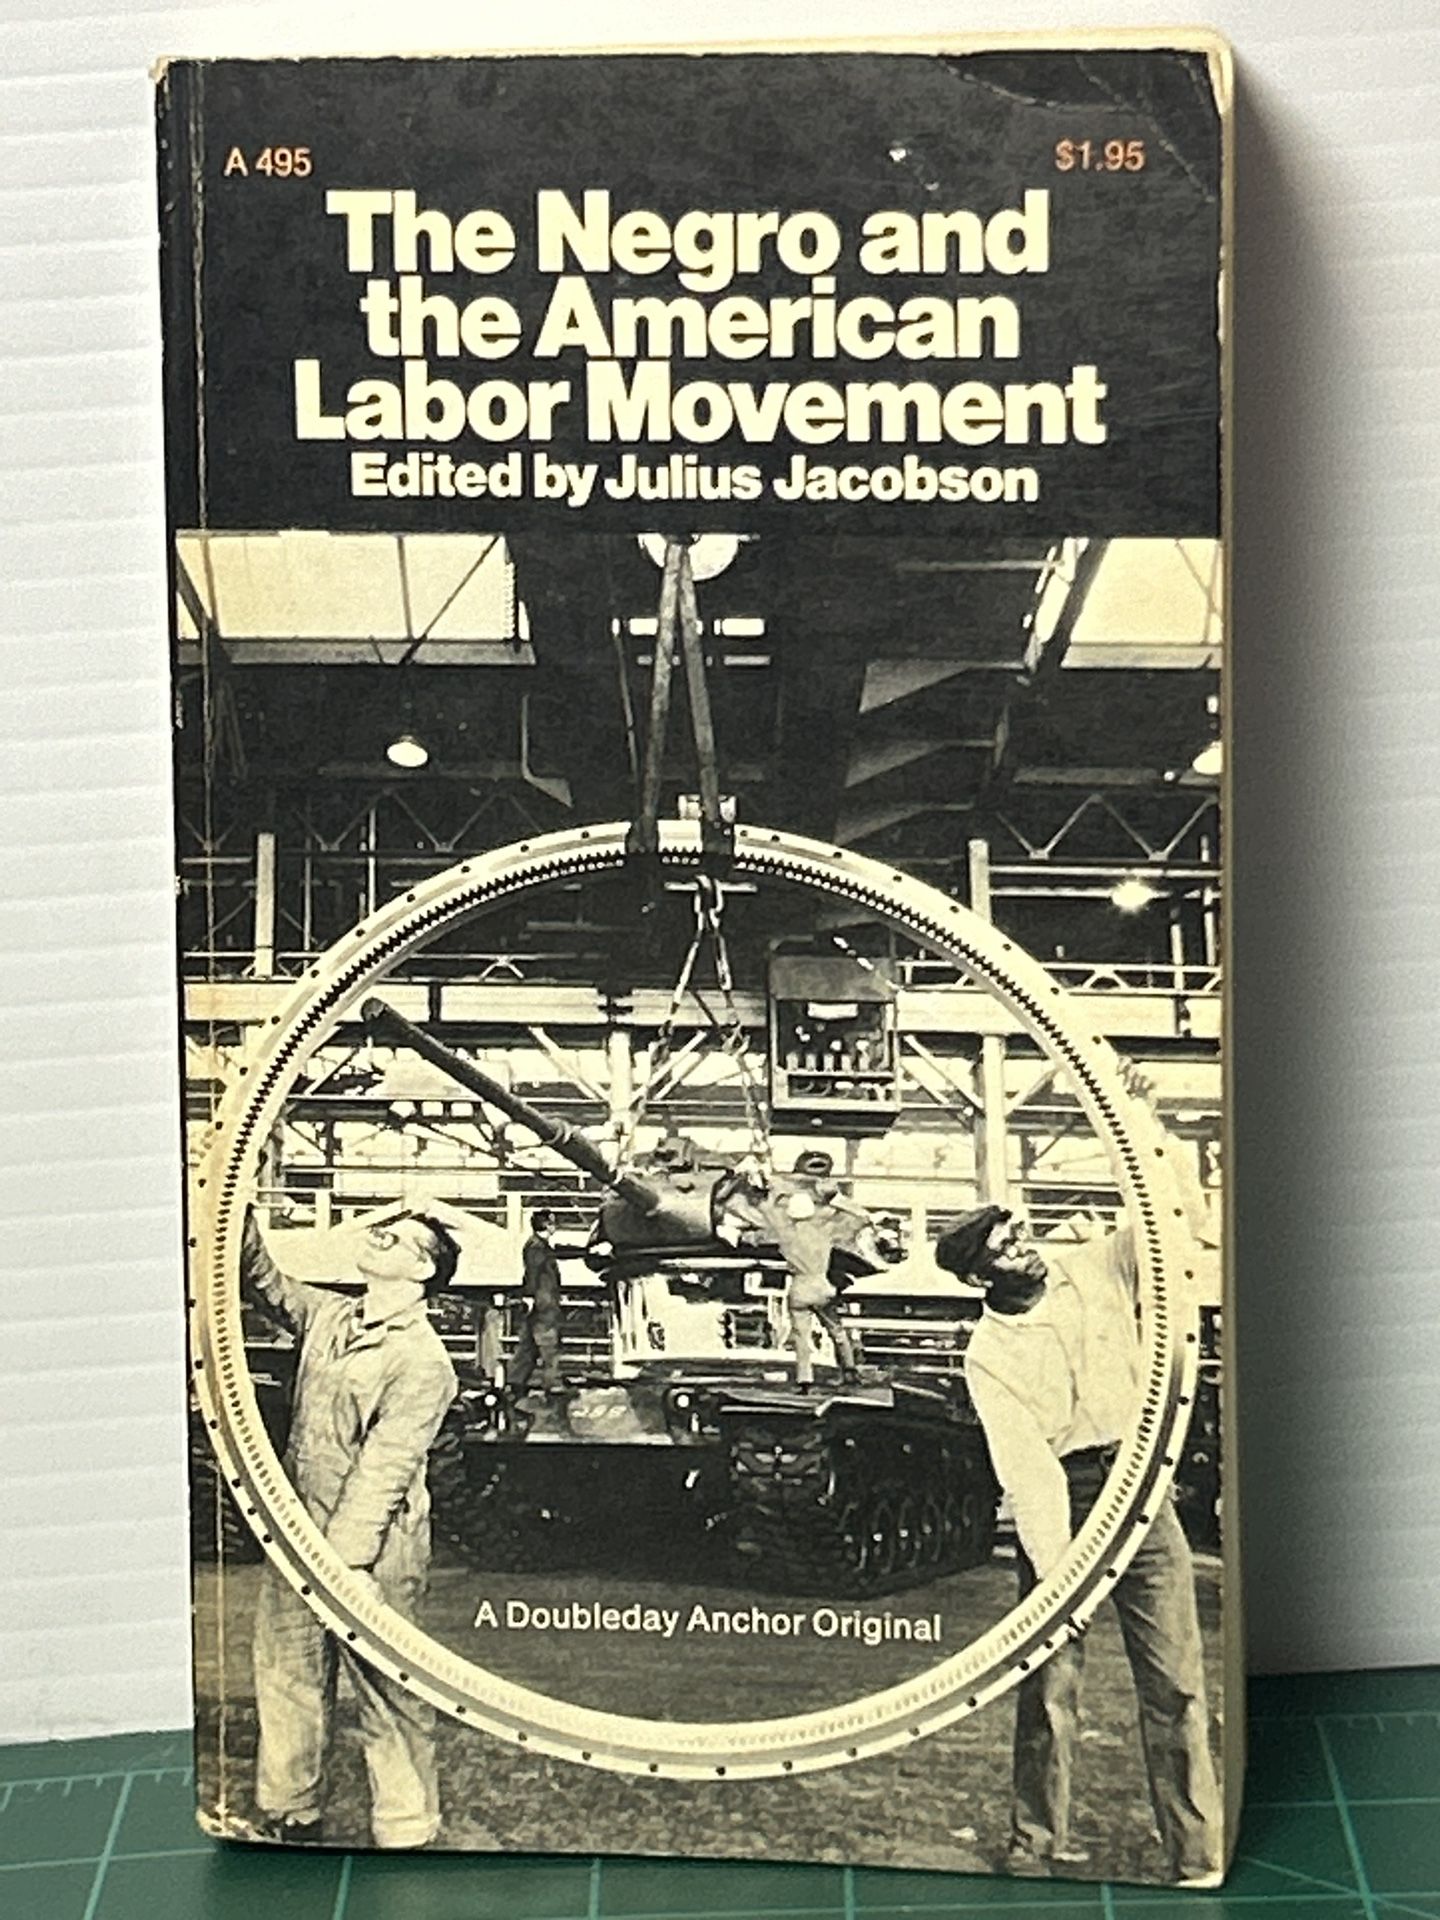 A 495 $1.95
The Negro and
the American
Labor Movement
Edited by Julius Jacobson
A Doubleday Anchor Original